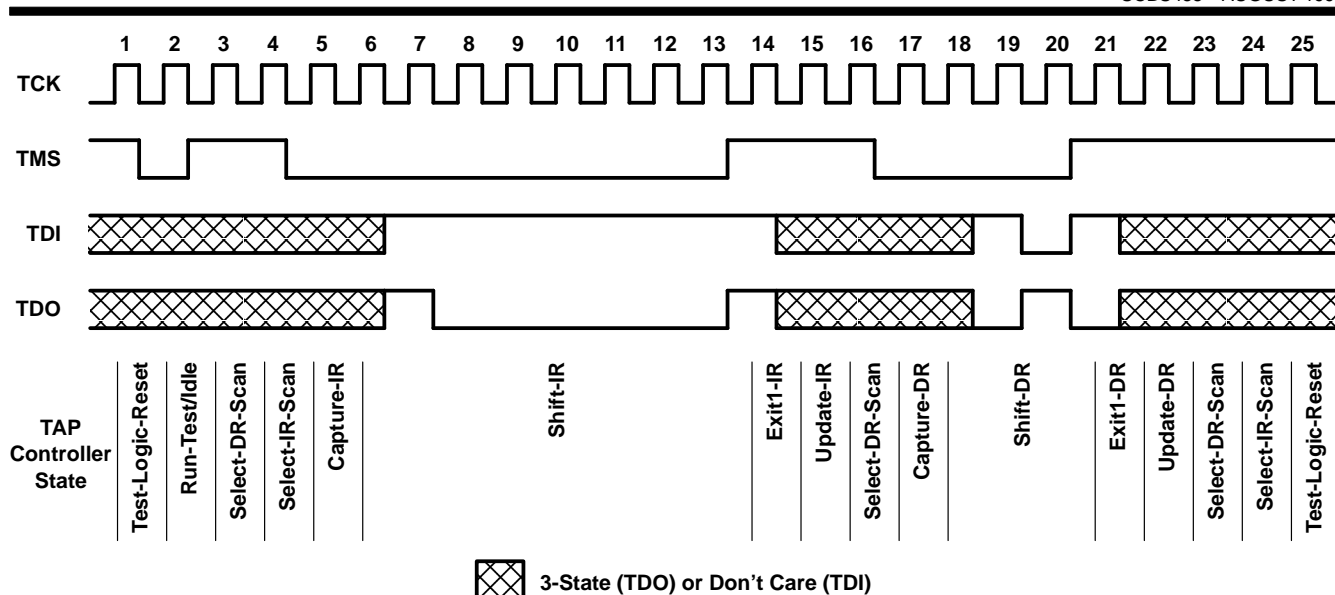 1 2 3 4 5 6 7 8 9 10 11 12 13 14 15 16 17 18 19 20 21 22 23 24 25
TCK
TMS
TDI
TDO
TAP
Controller
State
Test-Logic-Reset
Run-Test/Idle
Select-DR-Scan
Select-IR-Scan
Capture-IR
Shift-IR
Exit1-IR
Update-IR
Select-DR-Scan
Capture-DR
Shift-DR
Exit1-DR
Update-DR
Select-DR-Scan
Select-IR-Scan
Test-Logic-Reset
3-State (TDO) or Don't Care (TDI)